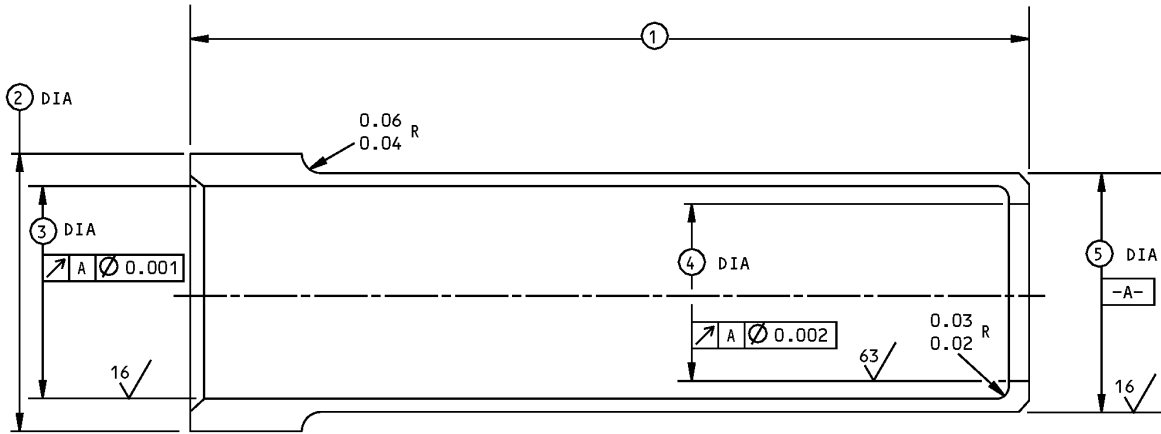 1
2 DIA
0.06
0.04 R
3 DIA
A Ø 0.001
4 DIA
5 DIA
-A-
A Ø 0.002
0.03
0.02 R
63
16
16